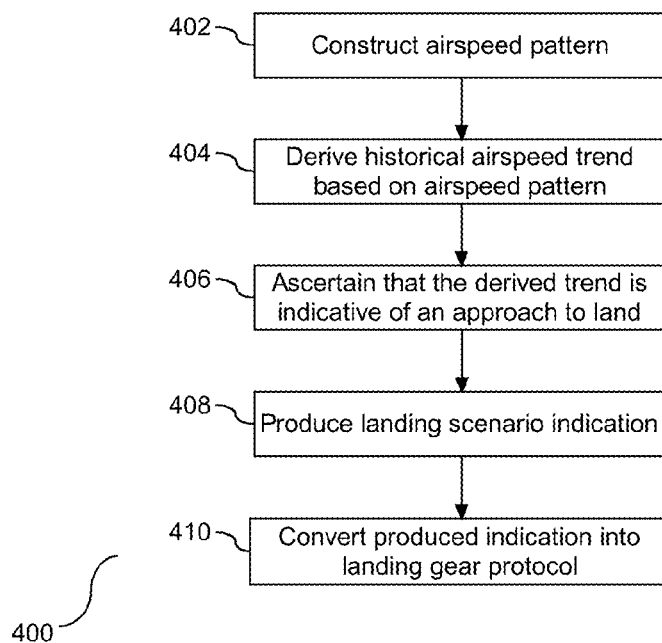 402
Construct airspeed pattern
404
Derive historical airspeed trend
based on airspeed pattern
406
Ascertain that the derived trend is
indicative of an approach to land
408
Produce landing scenario indication
410
Convert produced indication into
landing gear protocol
400